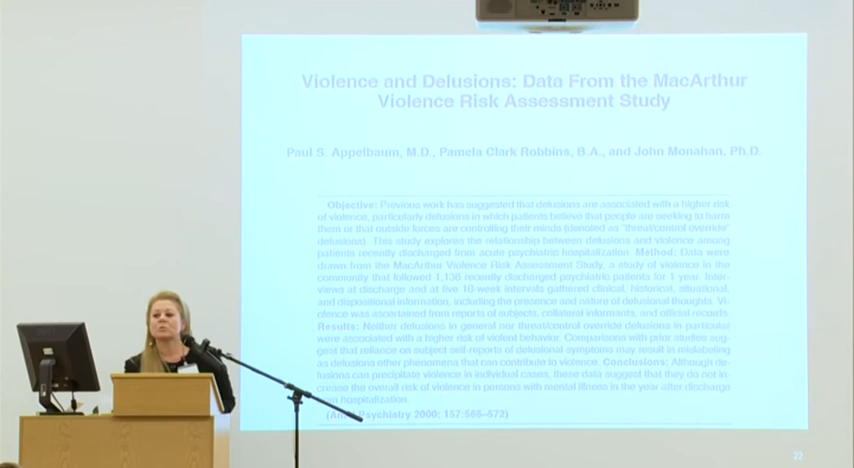 Violence and Delusions: Data From the MacArthur
Violence Risk Assessment Study
Paul S. Appelbaum, M.D., Pamela Clark Robbins, B.A., and John Monahan, Ph.D.
Objective: Previous work has suggested that delusions are associated with a higher risk
of violence, particularly delusions in which patients believe that people are seeking to harm
them or that outside forces are controlling their minds (denoted as "threat/control override"
delusions). This study explores the relationship between delusions and violence among
patients recently discharged from acute psychiatric hospitalization. Method: Data were
drawn from the MacArthur Violence Risk Assessment Study, a study of violence in the
community that followed 1,136 recently discharged psychiatric patients for 1 year. Inter-
views at discharge and at five 10-week intervals gathered clinical, historical, situational,
and dispositional information, including the presence and nature of delusional thoughts. Vi-
olence was ascertained from reports of subjects, collateral informants, and official records.
Results: Neither delusions in general nor threat/control override delusions in particular
were associated with a higher risk of violent behavior. Comparisons with prior studies sug-
gest that reliance on subject self-reports of delusional symptoms may result in mislabeling
as delusions other phenomena that can contribute to violence. Conclusions: Although de-
lusions can precipitate violence in individual cases, these data suggest that they do not in-
crease the overall risk of violence in persons with mental illness in the year after discharge
hospitalization.
Psychiatry 2000; 157:566–572)
22